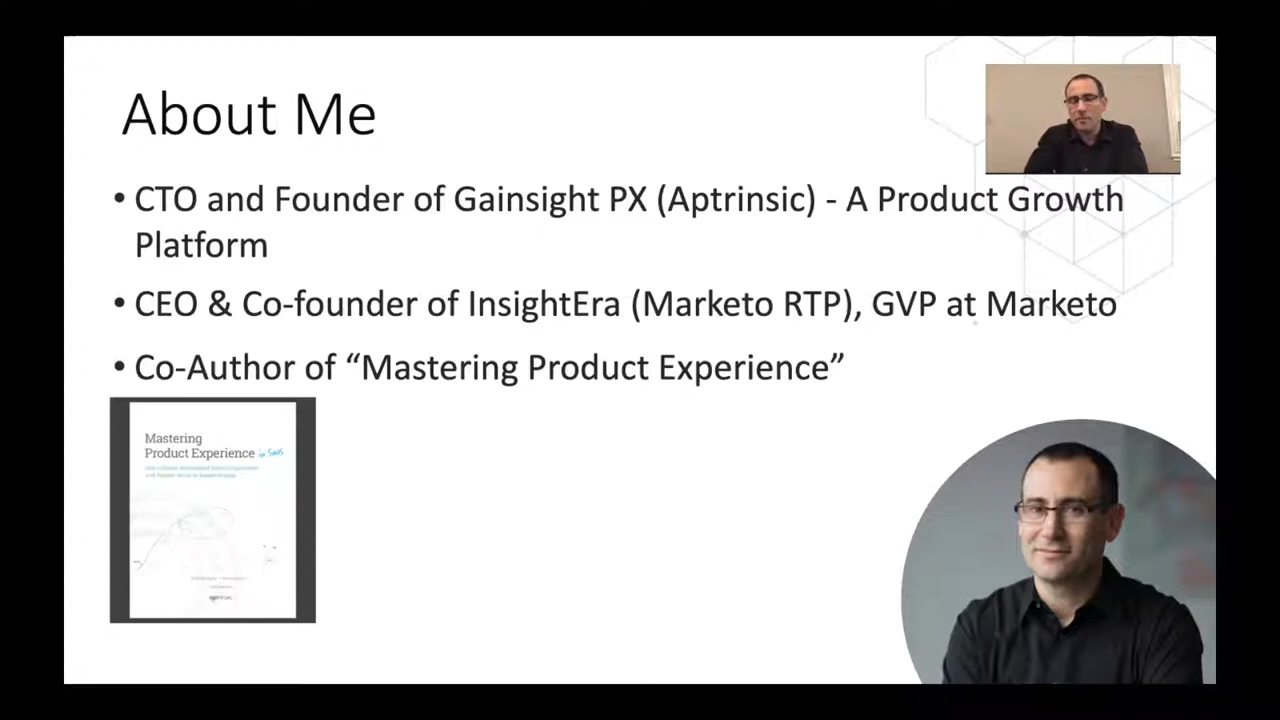 About Me
• CTO and Founder of Gainsight PX (Aptrinsic) - A Product Growth
Platform
• CEO & Co-founder of InsightEra (Marketo RTP), GVP at Marketo
• Co-Author of “Mastering Product Experience”
Mastering
Product Experience in SaaS